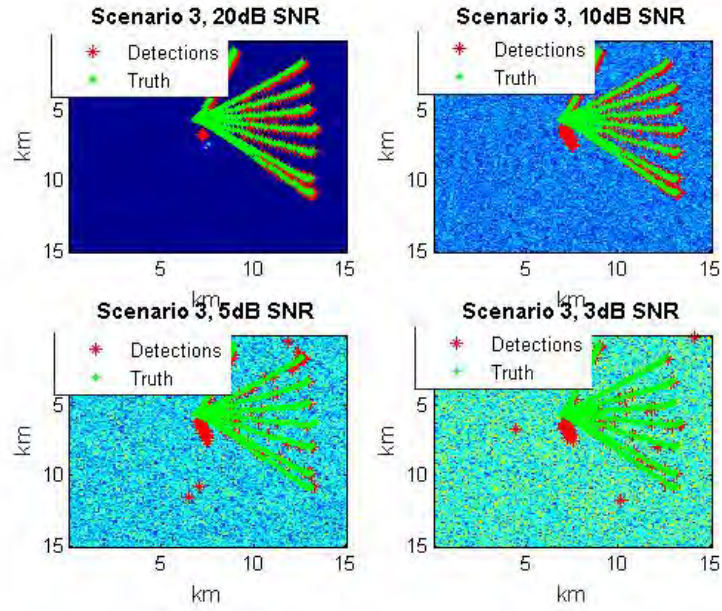 Scenario 3, 20dB SNR
Detections
Truth
5
10
15
km
5
10
15
km
Scenario 3, 10dB SNR
Detections
Truth
5
10
15
km
5
10
15
km
Scenario 3, 5dB SNR
Detections
Truth
5
10
15
km
5
10
15
km
Scenario 3, 3dB SNR
Detections
Truth
5
10
15
km
5
10
15
km